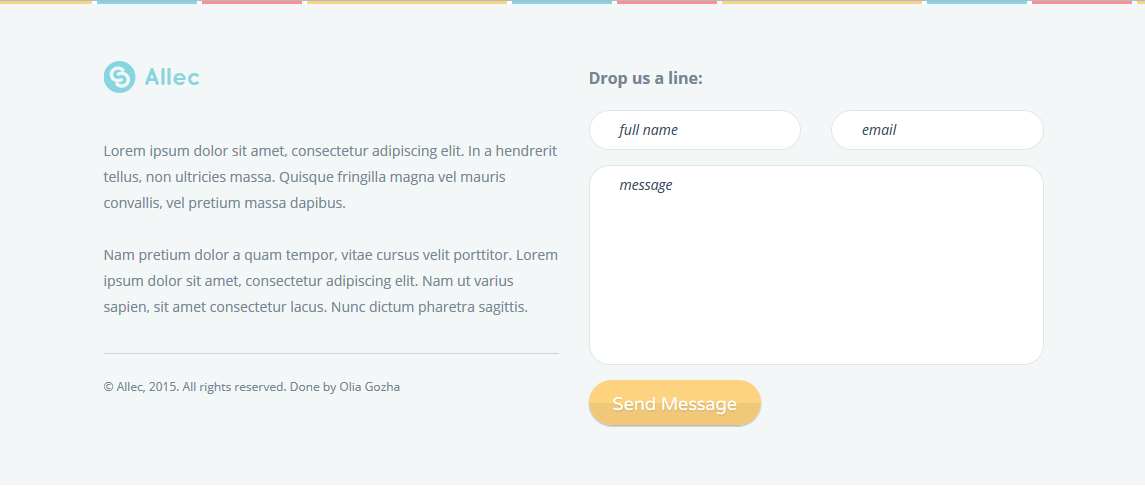 Allec
Lorem ipsum dolor sit amet, consectetur adipiscing elit. In a hendrerit
tellus, non ultricies massa. Quisque fringilla magna vel mauris
convallis, vel pretium massa dapibus.
Nam pretium dolor a quam tempor, vitae cursus velit porttitor. Lorem
ipsum dolor sit amet, consectetur adipiscing elit. Nam ut varius
sapien, sit amet consectetur lacus. Nunc dictum pharetra sagittis.
© Allec, 2015. All rights reserved. Done by Olia Gozha
Drop us a line:
full name
email
message
Send Message